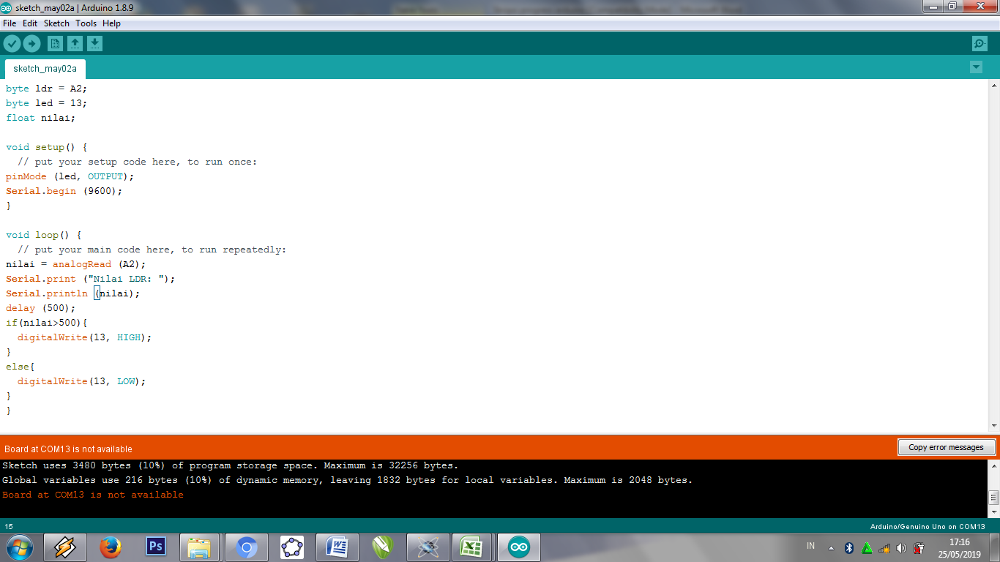 sketch_may02a | Arduino 1.8.9
File Edit Sketch Tools Help
sketch_may02a
byte ldr = A2;
byte led = 13;
float nilai;
void setup() {
// put your setup code here, to run once:
pinMode (led, OUTPUT);
Serial.begin (9600);
}
void loop() {
// put your main code here, to run repeatedly:
nilai = analogRead (A2);
Serial.print ("Nilai LDR: ");
Serial.println (nilai);
delay (500);
if(nilai>500){
digitalWrite(13, HIGH);
}
else{
digitalWrite(13, LOW);
}
}
Board at COM13 is not available
Copy error messages
Sketch uses 3480 bytes (10%) of program storage space. Maximum is 32256 bytes.
Global variables use 216 bytes (10%) of dynamic memory, leaving 1832 bytes for local variables. Maximum is 2048 bytes.
Board at COM13 is not available
15
Arduino/Genuino Uno on COM13
Ps
IN
17:16
25/05/2019